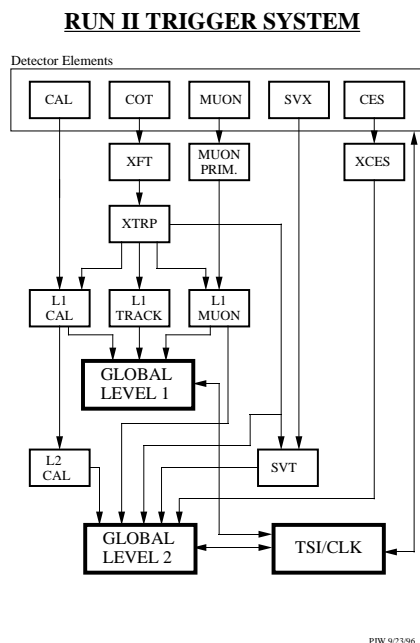 RUN II TRIGGER SYSTEM
Detector Elements
CAL
COT
MUON
SVX
CES
XFT
MUON
PRIM.
XCES
XTRP
L1
CAL
L1
TRACK
L1
MUON
GLOBAL
LEVEL 1
L2
CAL
SVT
GLOBAL
LEVEL 2
TSI/CLK
PJW 9/23/96